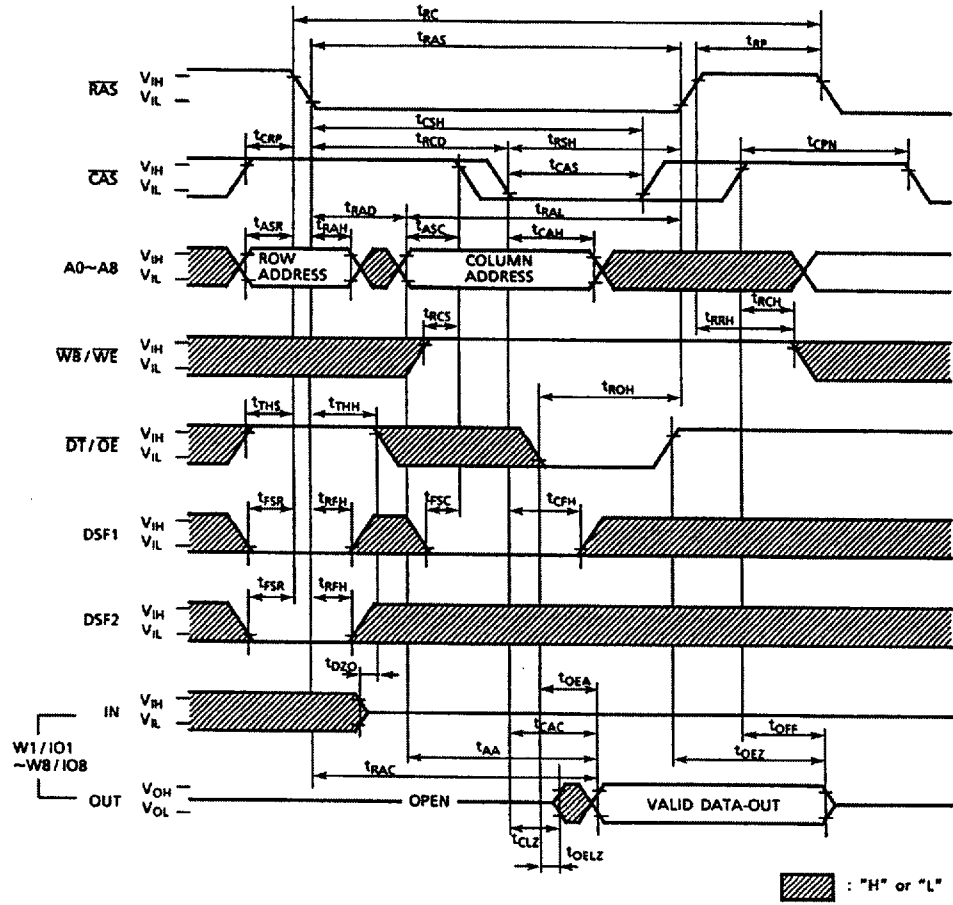 tRC
tRAS tRP
RAS VIH VIL
tCSH
tCRP tRCD tRSH tCPN
CAS VIH VIL tCAS
tRAD tRAL
tASR tRAH tASC tCAH
A0~A8 VIH VIL ROW ADDRESS COLUMN ADDRESS
tRCH
tRCS tRRH
WB/WE VIH VIL
tROH
tTHS tTHH
DT/OE VIH VIL
tFSR tRFH tFSC tCFH
DSF1 VIH VIL
tFSR tRFH
DSF2 VIH VIL
tDZO
tOEA
IN VIH VIL
tCAC tOFF
W1/IO1 ~W8/IO8
tAA tOEZ
tRAC
OUT VOH VOL OPEN VALID DATA-OUT
tCLZ
tOELZ
: "H" or "L"